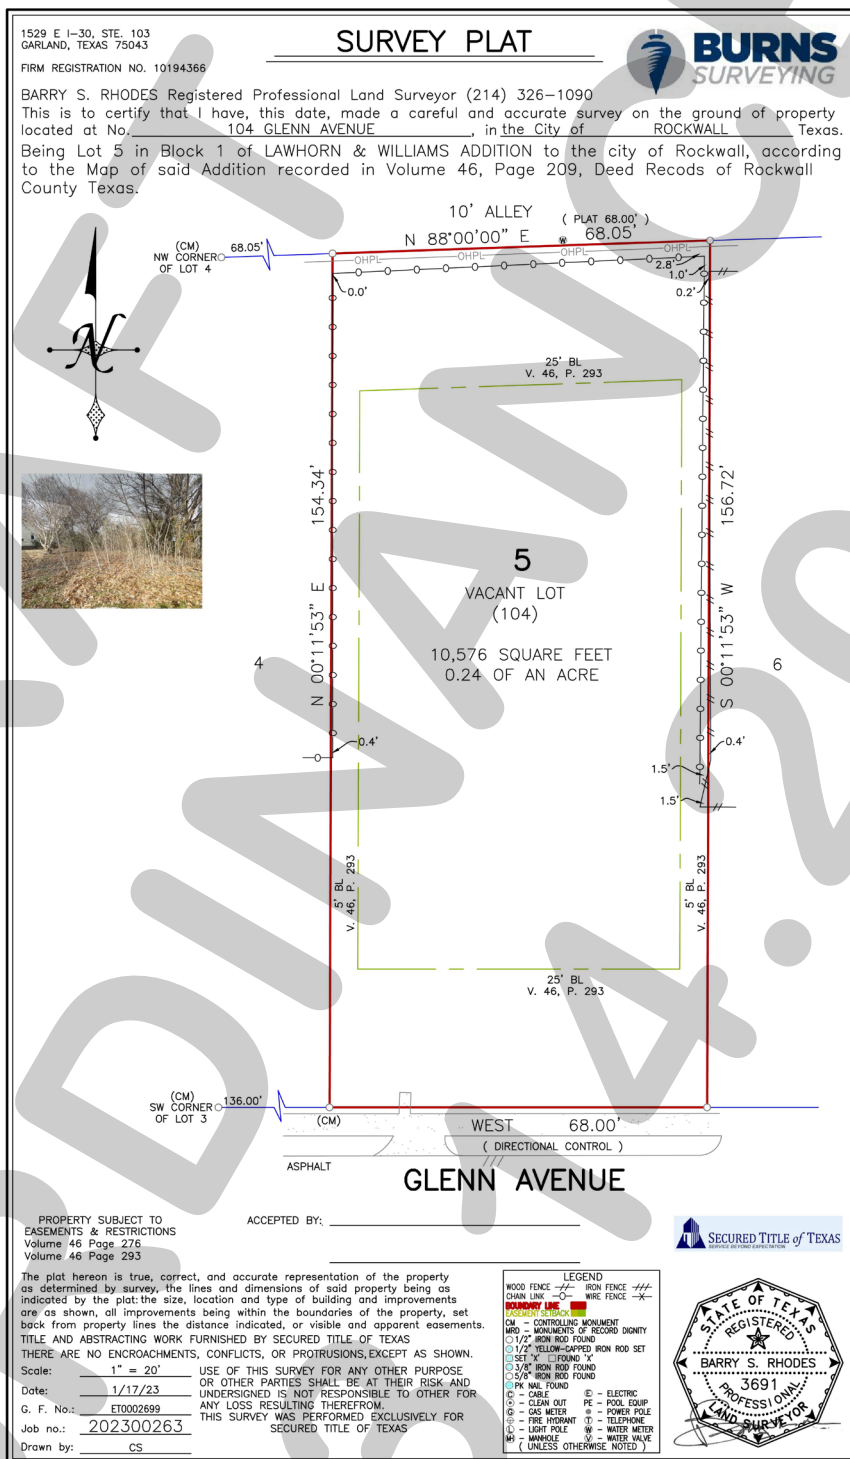 1529 E I-30, STE. 103
GARLAND, TEXAS 75043
FIRM REGISTRATION NO. 10194366
SURVEY PLAT
BURNS
SURVEYING
BARRY S. RHODES Registered Professional Land Surveyor (214) 326-1090
This is to certify that I have, this date, made a careful and accurate survey on the ground of property
located at No. 104 GLENN AVENUE , in the City of ROCKWALL Texas.
Being Lot 5 in Block 1 of LAWHORN & WILLIAMS ADDITION to the city of Rockwall, according
to the Map of said Addition recorded in Volume 46, Page 209, Deed Recods of Rockwall
County Texas.
10' ALLEY
( PLAT 68.00' )
N 88°00'00" E
W
68.05'
(CM)
NW CORNER
OF LOT 4
68.05'
OHPL
OHPL
OHPL
2.8'
1.0'
0.0'
0.2'
N
25' BL
V. 46, P. 293
154.34'
N 00°11'53" E
156.72'
S 00°11'53" W
5
VACANT LOT
(104)
10,576 SQUARE FEET
0.24 OF AN ACRE
4
6
0.4'
0.4'
1.5'
1.5'
5' BL
V. 46, P. 293
5' BL
V. 46, P. 293
25' BL
V. 46, P. 293
(CM)
SW CORNER
OF LOT 3
136.00'
(CM)
WEST 68.00'
( DIRECTIONAL CONTROL )
ASPHALT
GLENN AVENUE
PROPERTY SUBJECT TO
EASEMENTS & RESTRICTIONS
Volume 46 Page 276
Volume 46 Page 293
ACCEPTED BY:
SECURED TITLE of TEXAS
SERVICE BEYOND EXPECTATION
The plat hereon is true, correct, and accurate representation of the property
as determined by survey, the lines and dimensions of said property being as
indicated by the plat: the size, location and type of building and improvements
are as shown, all improvements being within the boundaries of the property, set
back from property lines the distance indicated, or visible and apparent easements.
TITLE AND ABSTRACTING WORK FURNISHED BY SECURED TITLE OF TEXAS
THERE ARE NO ENCROACHMENTS, CONFLICTS, OR PROTRUSIONS, EXCEPT AS SHOWN.
Scale: 1" = 20'
Date: 1/17/23
G. F. No.: ET0002699
Job no.: 202300263
Drawn by: CS
USE OF THIS SURVEY FOR ANY OTHER PURPOSE
OR OTHER PARTIES SHALL BE AT THEIR RISK AND
UNDERSIGNED IS NOT RESPONSIBLE TO OTHER FOR
ANY LOSS RESULTING THEREFROM.
THIS SURVEY WAS PERFORMED EXCLUSIVELY FOR
SECURED TITLE OF TEXAS
LEGEND
WOOD FENCE IRON FENCE
CHAIN LINK WIRE FENCE
BOUNDARY LINE
EASEMENT/SETBACK
CM - CONTROLLING MONUMENT
MRD - MONUMENTS OF RECORD DIGNITY
1/2" IRON ROD FOUND
1/2" YELLOW-CAPPED IRON ROD SET
SET 'X' FOUND 'X'
3/8" IRON ROD FOUND
5/8" IRON ROD FOUND
PK NAIL FOUND
C - CABLE E - ELECTRIC
- CLEAN OUT PE - POOL EQUIP
G - GAS METER - POWER POLE
- FIRE HYDRANT T - TELEPHONE
L - LIGHT POLE W - WATER METER
MH - MANHOLE V - WATER VALVE
( UNLESS OTHERWISE NOTED )
STATE OF TEXAS
REGISTERED
BARRY S. RHODES
3691
PROFESSIONAL
LAND SURVEYOR